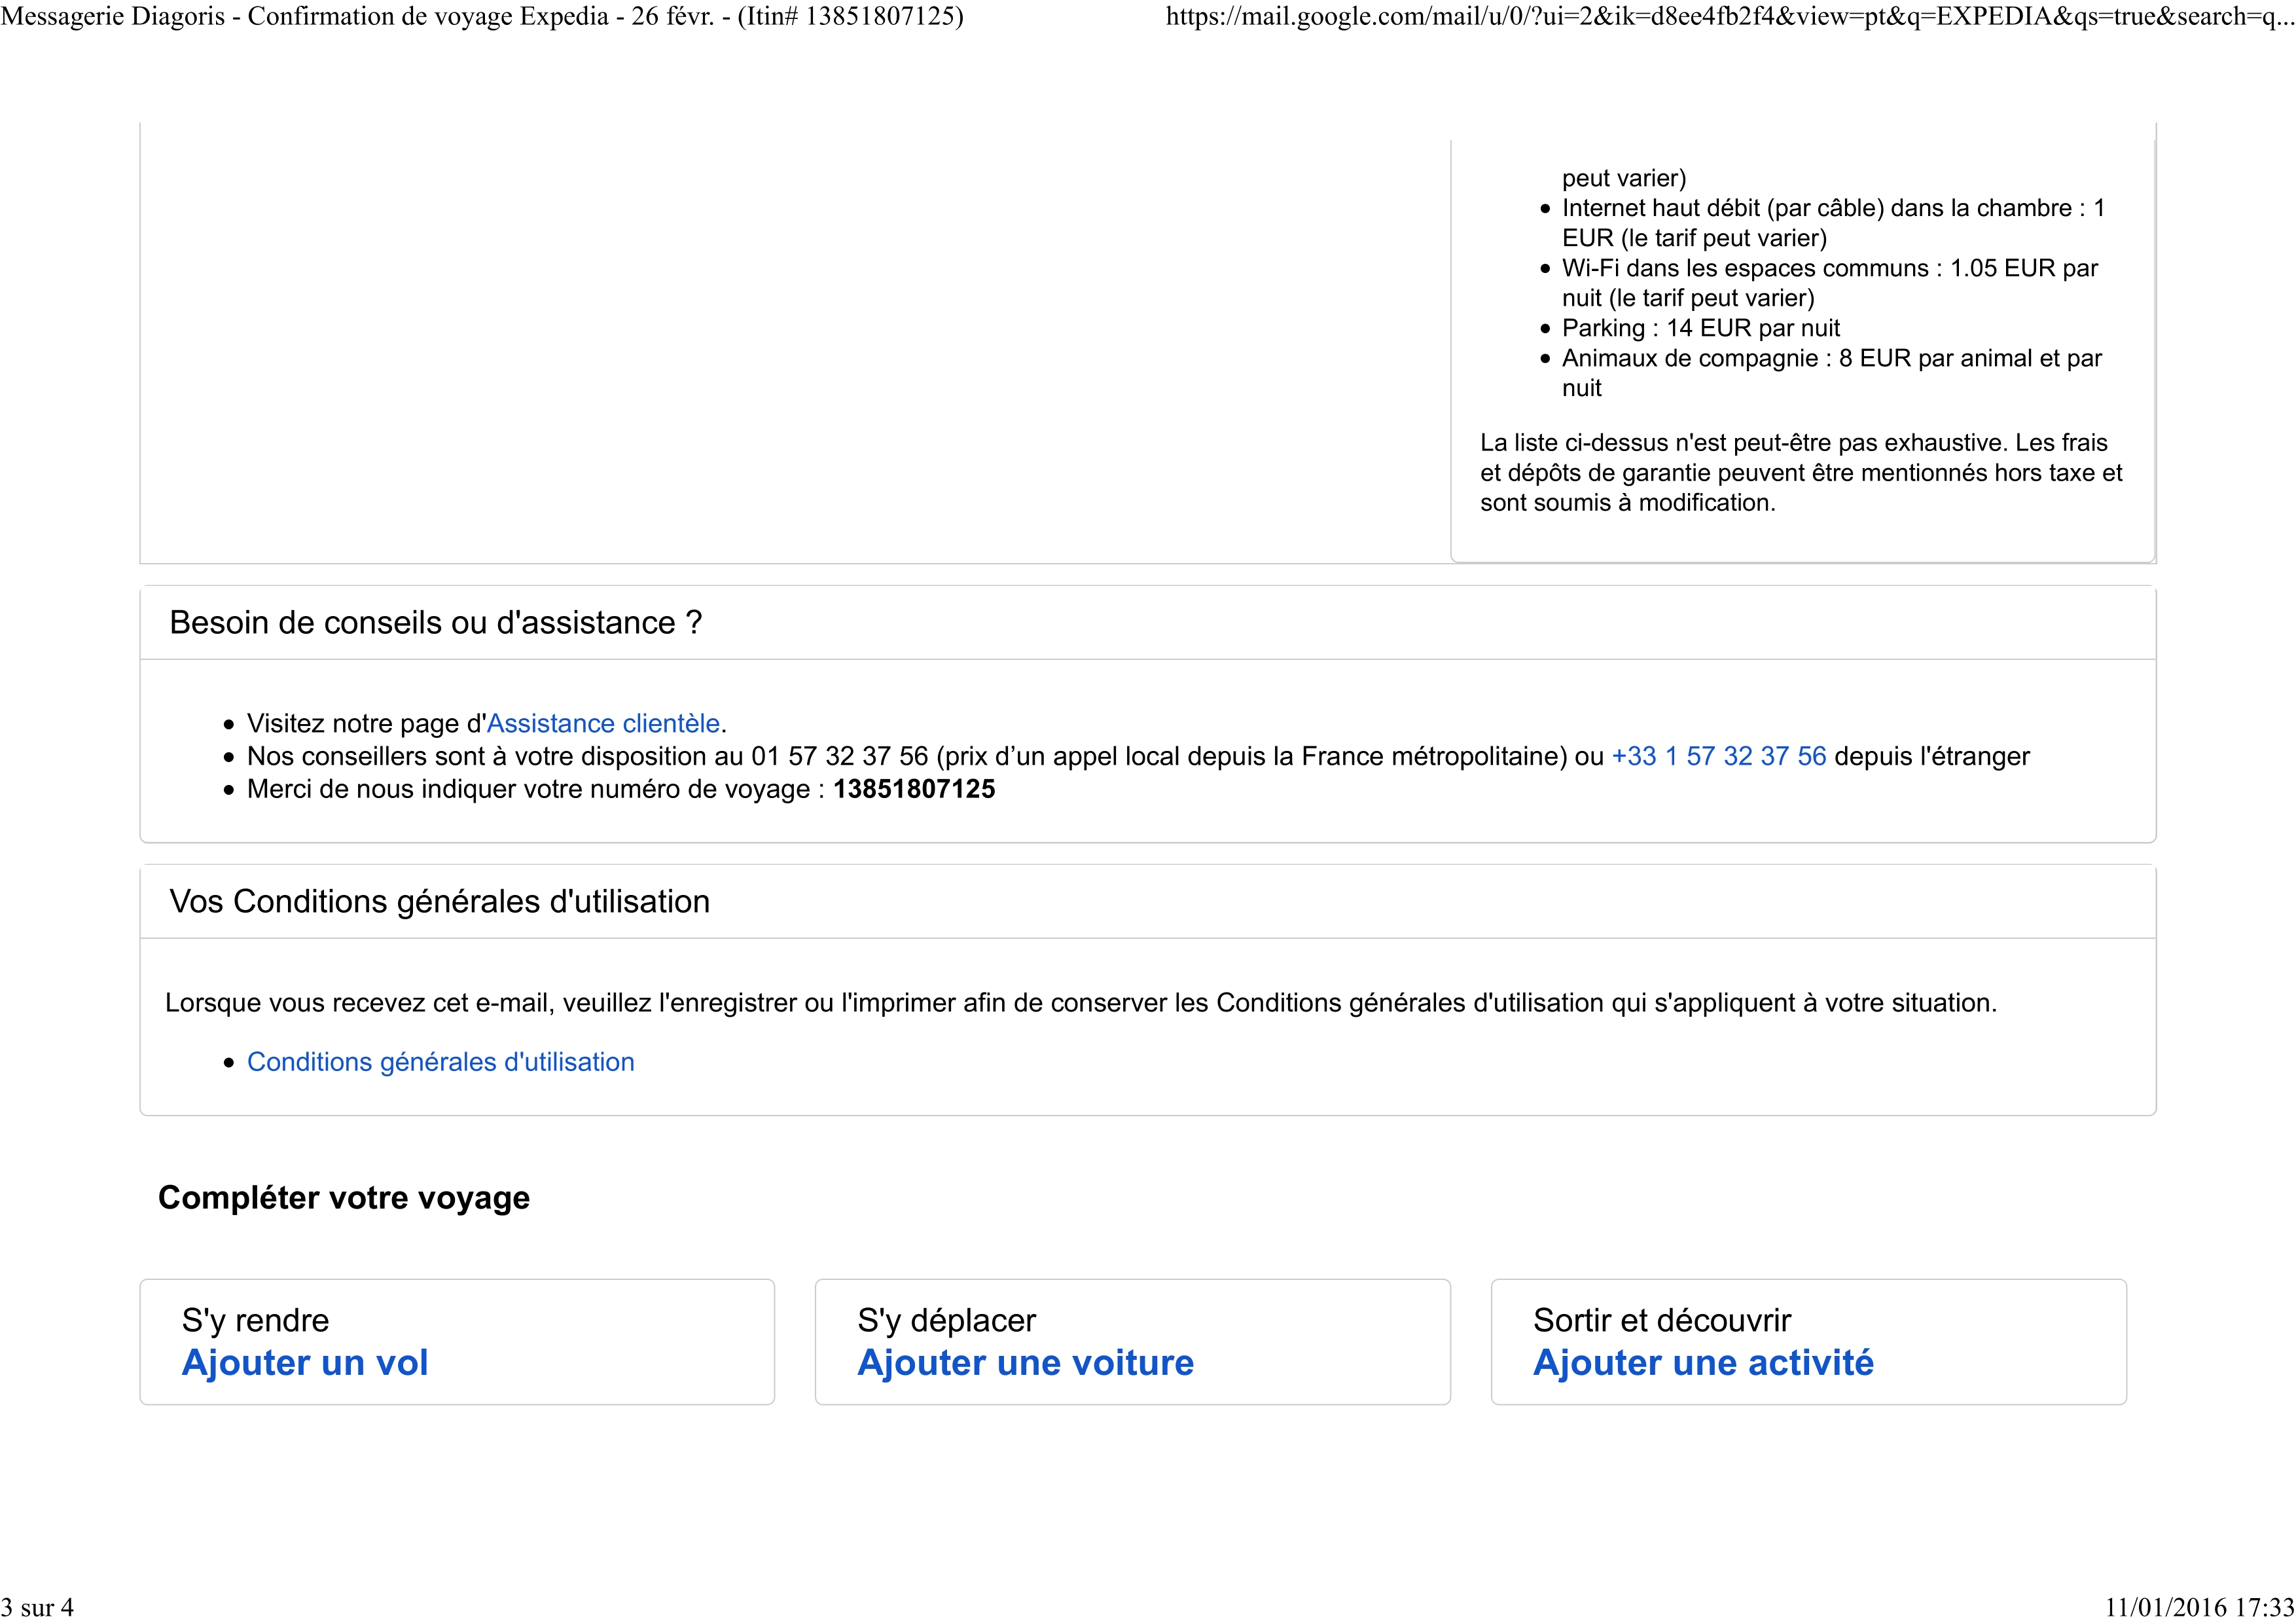 Messagerie Diagoris - Confirmation de voyage Expedia - 26 févr. - (Itin# 13851807125)
https://mail.google.com/mail/u/0/?ui=2&ik=d8ee4fb2f4&view=pt&q=EXPEDIA&qs=true&search=q...
peut varier)
• Internet haut débit (par câble) dans la chambre : 1
EUR (le tarif peut varier)
• Wi-Fi dans les espaces communs : 1.05 EUR par
nuit (le tarif peut varier)
• Parking : 14 EUR par nuit
• Animaux de compagnie : 8 EUR par animal et par
nuit
La liste ci-dessus n'est peut-être pas exhaustive. Les frais
et dépôts de garantie peuvent être mentionnés hors taxe et
sont soumis à modification.
Besoin de conseils ou d'assistance ?
• Visitez notre page d'Assistance clientèle.
• Nos conseillers sont à votre disposition au 01 57 32 37 56 (prix d’un appel local depuis la France métropolitaine) ou +33 1 57 32 37 56 depuis l'étranger
• Merci de nous indiquer votre numéro de voyage : 13851807125
Vos Conditions générales d'utilisation
Lorsque vous recevez cet e-mail, veuillez l'enregistrer ou l'imprimer afin de conserver les Conditions générales d'utilisation qui s'appliquent à votre situation.
• Conditions générales d'utilisation
Compléter votre voyage
S'y rendre
Ajouter un vol
S'y déplacer
Ajouter une voiture
Sortir et découvrir
Ajouter une activité
3 sur 4
11/01/2016 17:33